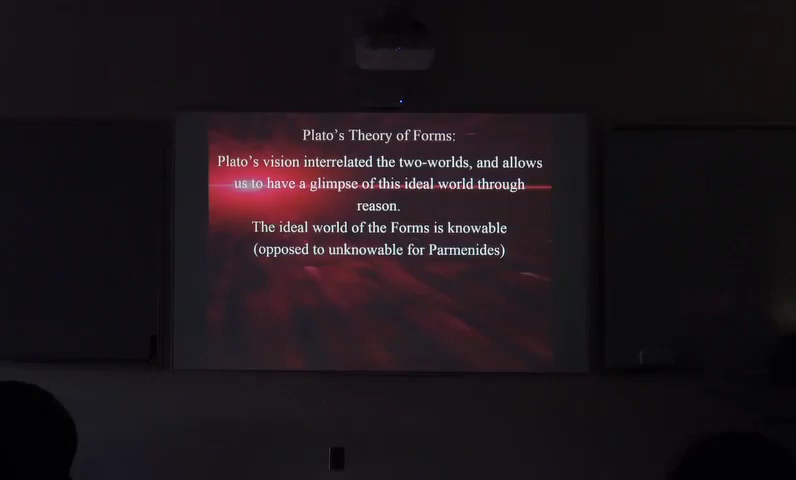 Plato's Theory of Forms:
Plato's vision interrelated the two-worlds, and allows
us to have a glimpse of this ideal world through
reason.
The ideal world of the Forms is knowable
(opposed to unknowable for Parmenides)